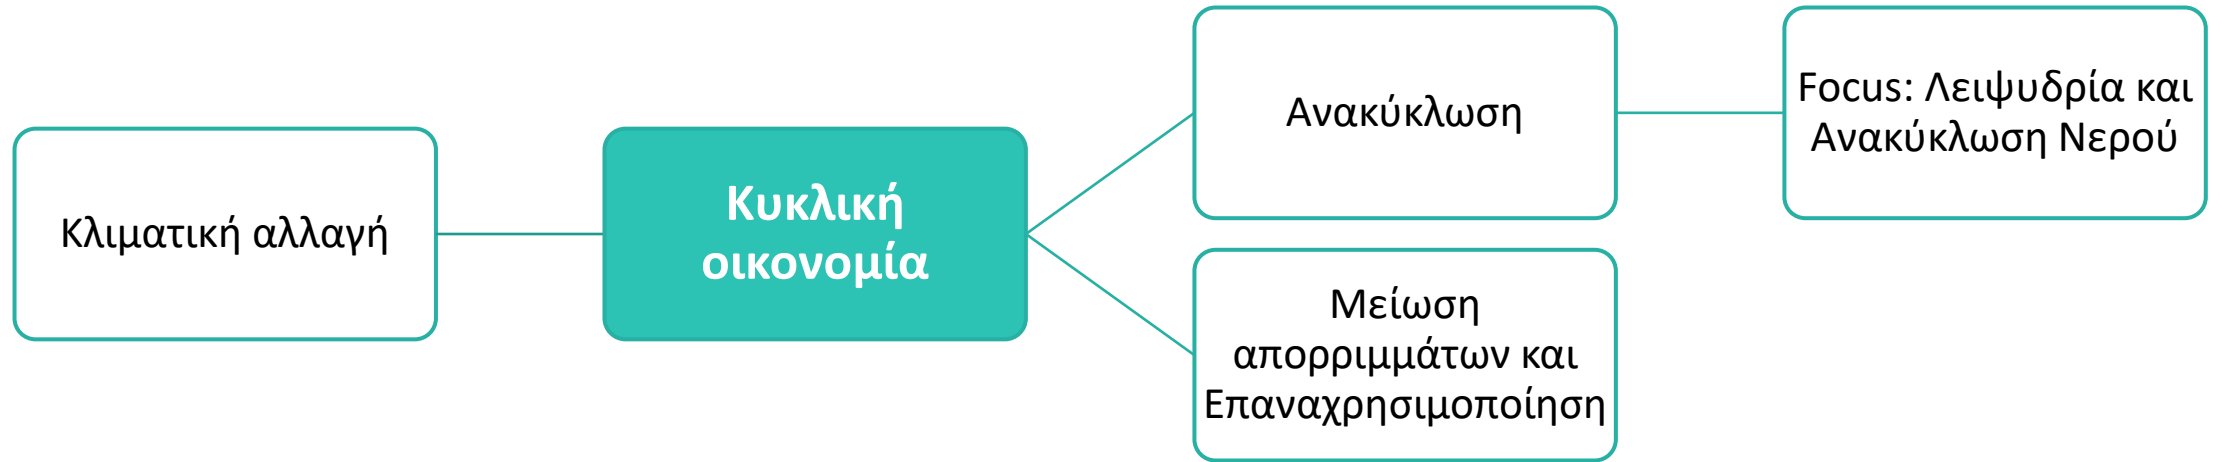 Κλιματική αλλαγή
Κυκλική
οικονομία
Ανακύκλωση
Focus: Λειψυδρία και
Ανακύκλωση Νερού
Μείωση
απορριμμάτων και
Επαναχρησιμοποίηση